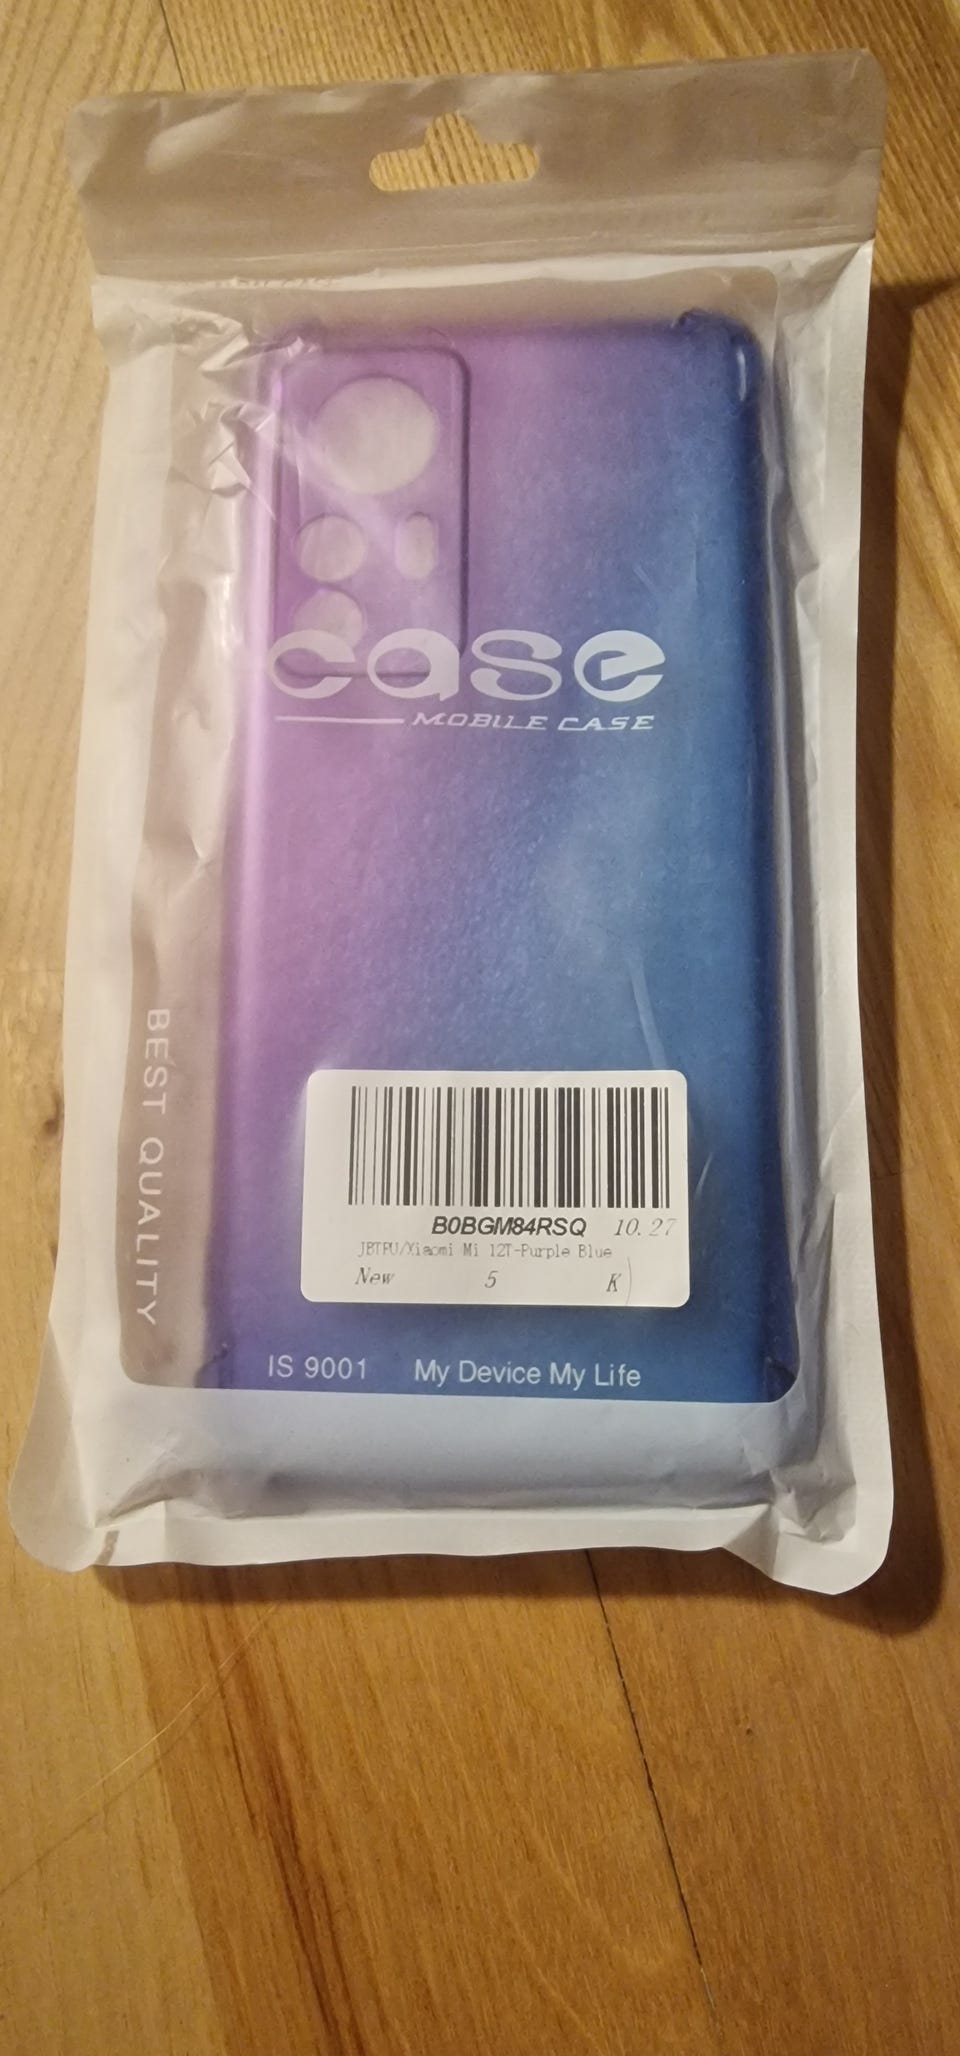 case
MOBILE CASE
BEST QUALITY
B0BGM84RSQ 10.27
JBTPU/Xiaomi Mi 12T-Purple Blue
New 5 K
IS 9001 My Device My Life